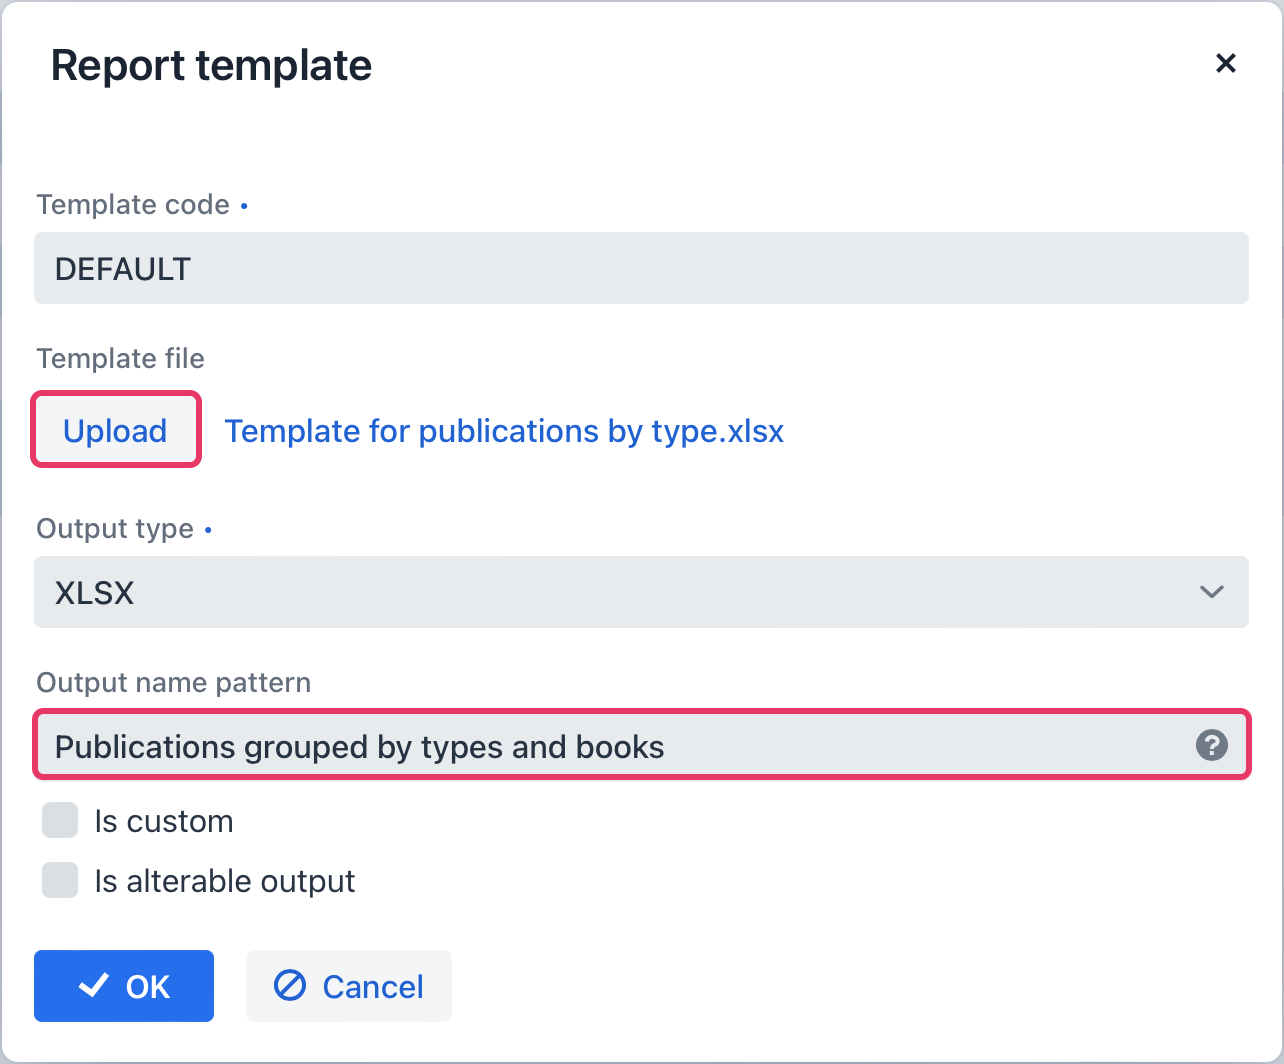 Report template
Template code
DEFAULT
Template file
Upload Template for publications by type.xlsx
Output type
XLSX
Output name pattern
Publications grouped by types and books ?
Is custom
Is alterable output
OK Cancel